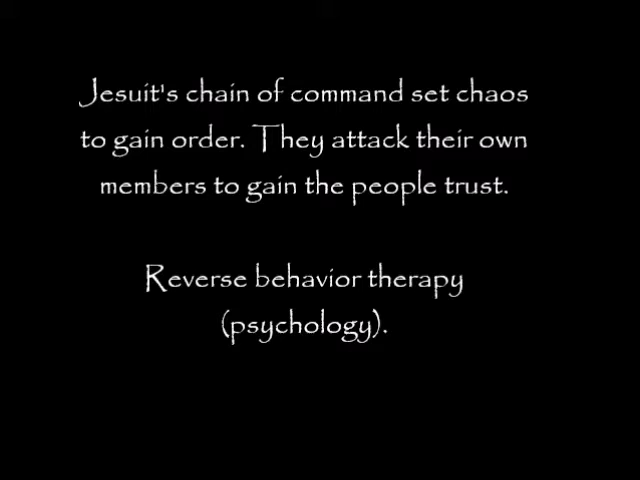 Jesuit's chain of command set chaos
to gain order. They attack their own
members to gain the people trust.
Reverse behavior therapy
(psychology).